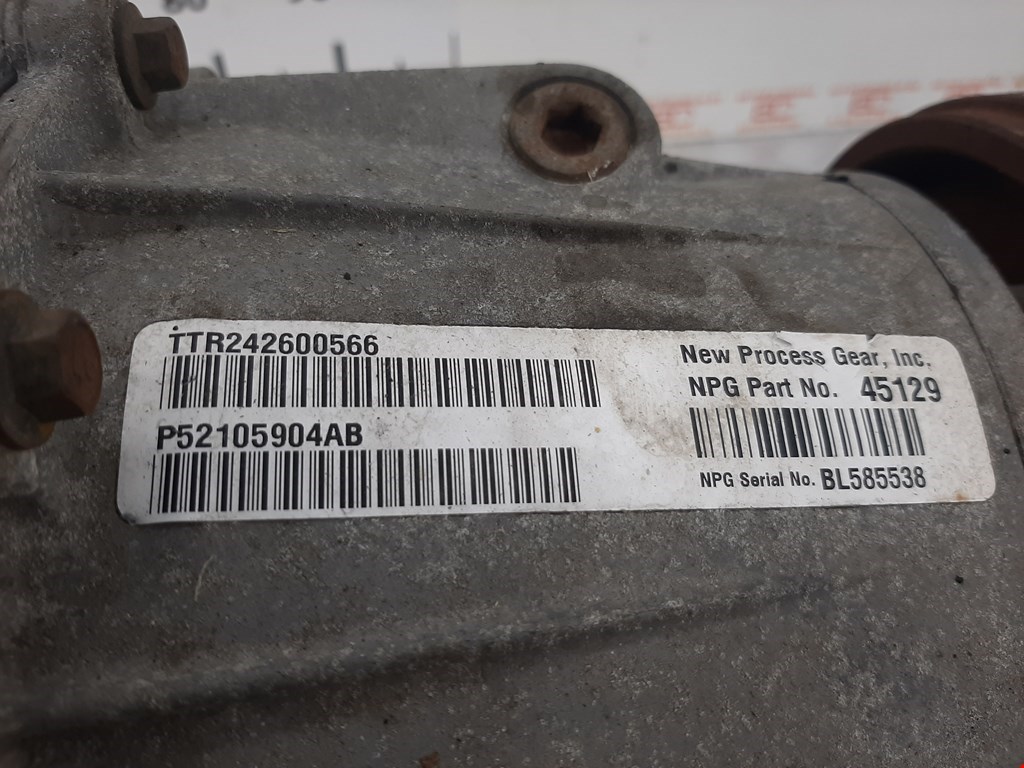 TTR242600566
P52105904AB
New Process Gear, Inc.
NPG Part No. 45129
NPG Serial No. BL585538